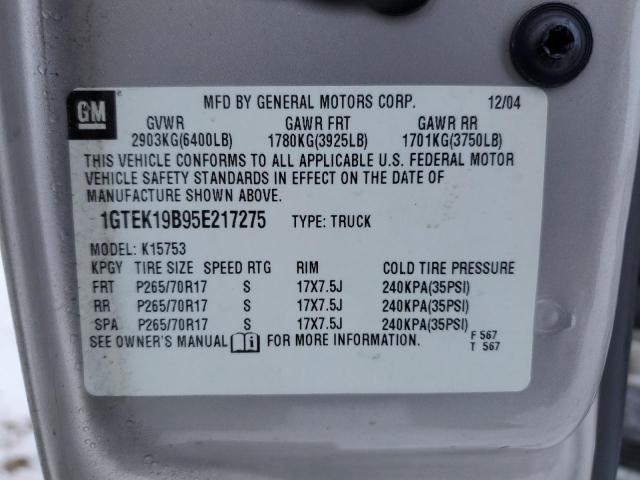 GM
MFD BY GENERAL MOTORS CORP. 12/04
GVWR GAWR FRT GAWR RR
2903KG(6400LB) 1780KG(3925LB) 1701KG(3750LB)
THIS VEHICLE CONFORMS TO ALL APPLICABLE U.S. FEDERAL MOTOR
VEHICLE SAFETY STANDARDS IN EFFECT ON THE DATE OF
MANUFACTURE SHOWN ABOVE.
1GTEK19B95E217275 TYPE: TRUCK
MODEL: K15753
KPGY TIRE SIZE SPEED RTG RIM COLD TIRE PRESSURE
FRT P265/70R17 S 17X7.5J 240KPA(35PSI)
RR P265/70R17 S 17X7.5J 240KPA(35PSI)
SPA P265/70R17 S 17X7.5J 240KPA(35PSI)
SEE OWNER'S MANUAL i FOR MORE INFORMATION. F 567
T 567